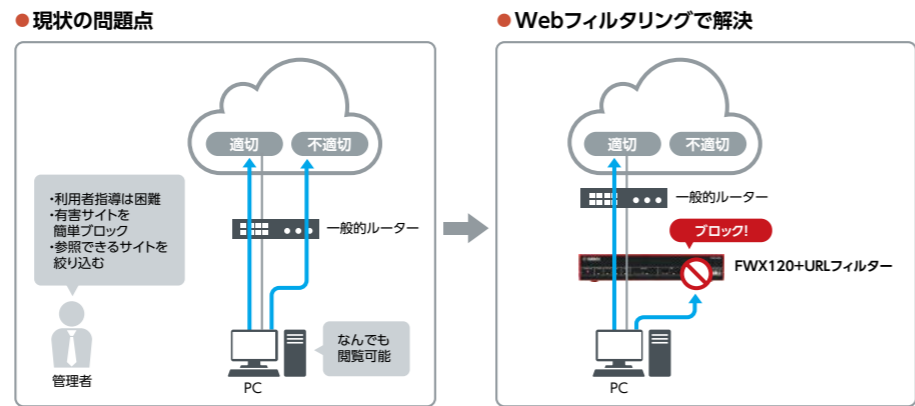 ●現状の問題点
適切
不適切
・利用者指導は困難
・有害サイトを
簡単ブロック
・参照できるサイトを
絞り込む
一般的ルーター
なんでも
閲覧可能
管理者
PC
●Webフィルタリングで解決
適切
不適切
一般的ルーター
ブロック!
FWX120+URLフィルター
PC